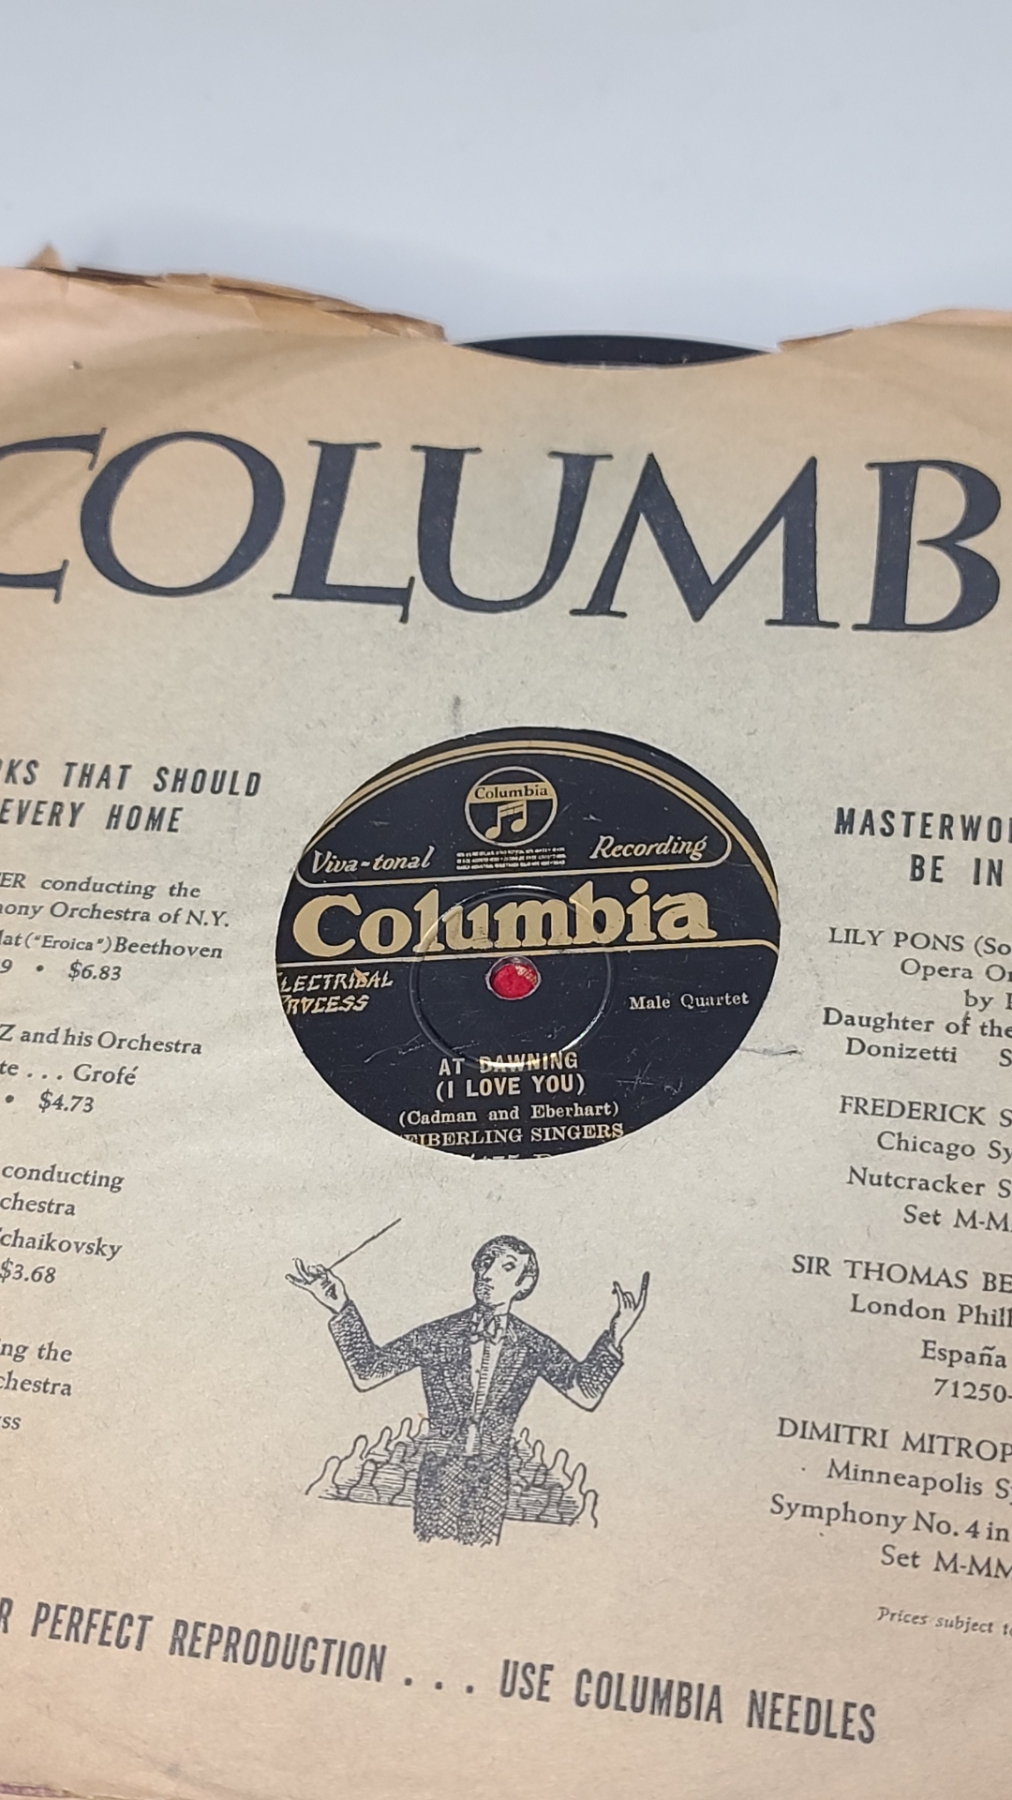 COLUMB
KS THAT SHOULD
EVERY HOME
ER conducting the
ony Orchestra of N.Y.
lat ("Eroica") Beethoven
9 • $6.83
Z and his Orchestra
te . . . Grofé
• $4.73
conducting
chestra
chaikovsky
$3.68
ng the
chestra
ss
Columbia
Viva-tonal Recording
Columbia
LECTRICAL
PROCESS
Male Quartet
AT DAWNING
(I LOVE YOU)
(Cadman and Eberhart)
EIBERLING SINGERS
MASTERWO
BE IN
LILY PONS (So
Opera Or
by
Daughter of the
Donizetti S
FREDERICK S
Chicago Sy
Nutcracker S
Set M-M
SIR THOMAS BE
London Phil
España
71250-
DIMITRI MITROP
Minneapolis S
Symphony No. 4 in
Set M-MM
Prices subject t
R PERFECT REPRODUCTION . . . USE COLUMBIA NEEDLES